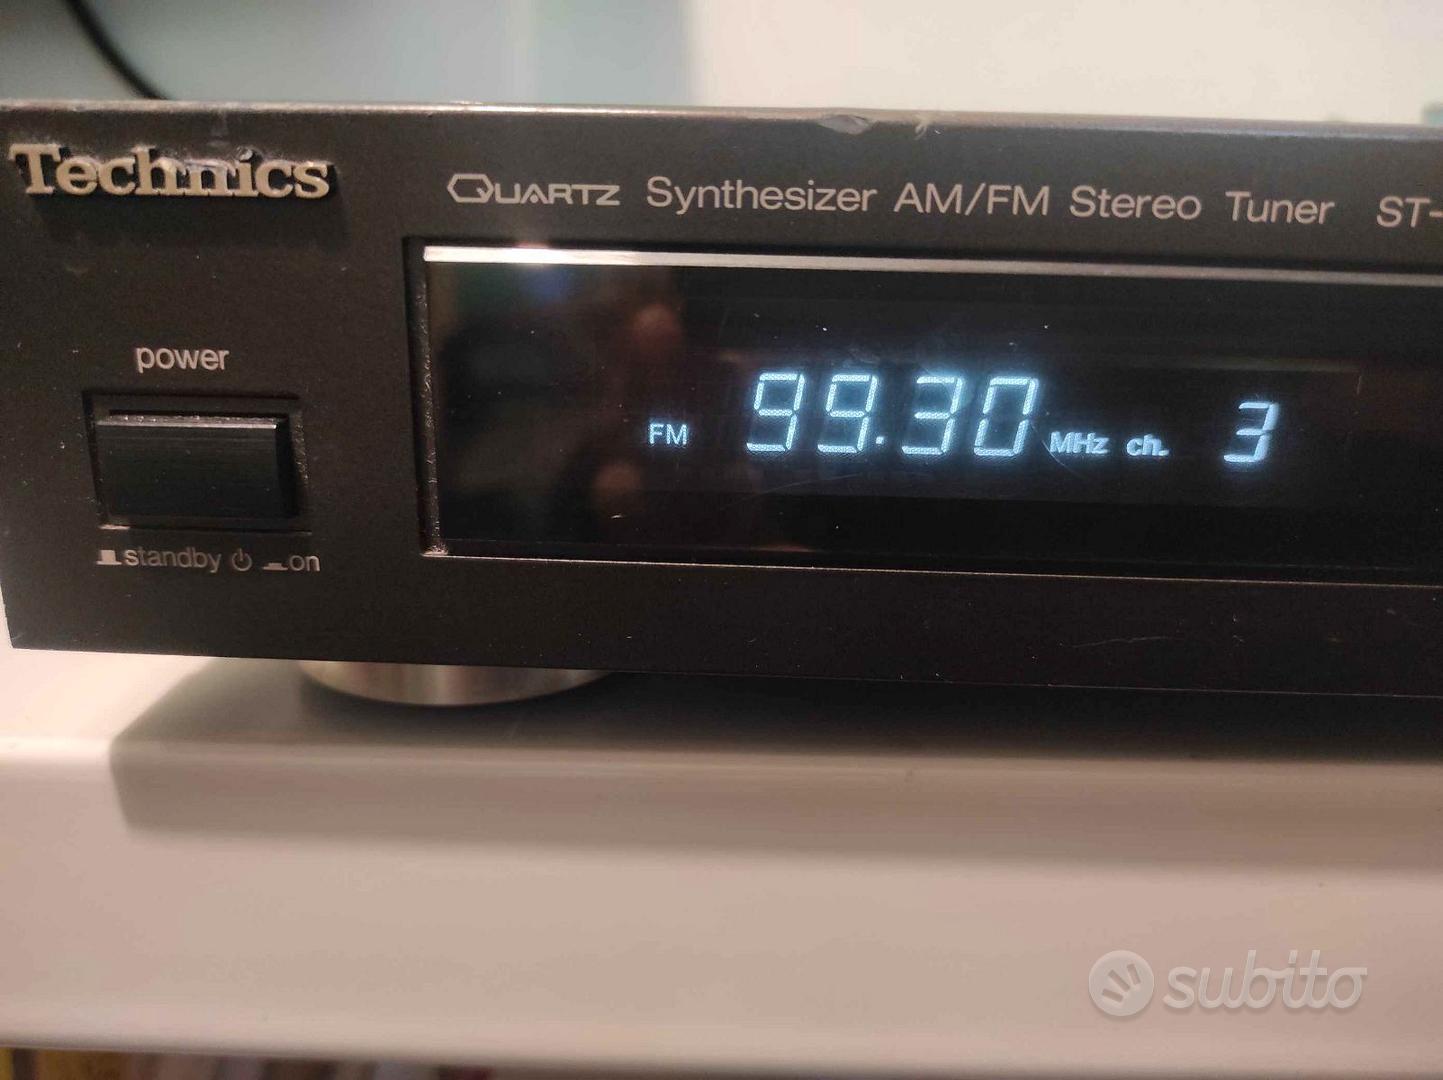 Technics
QUARTZ Synthesizer AM/FM Stereo Tuner ST-
power
FM 99.30 MHz ch. 3
standby on
subito